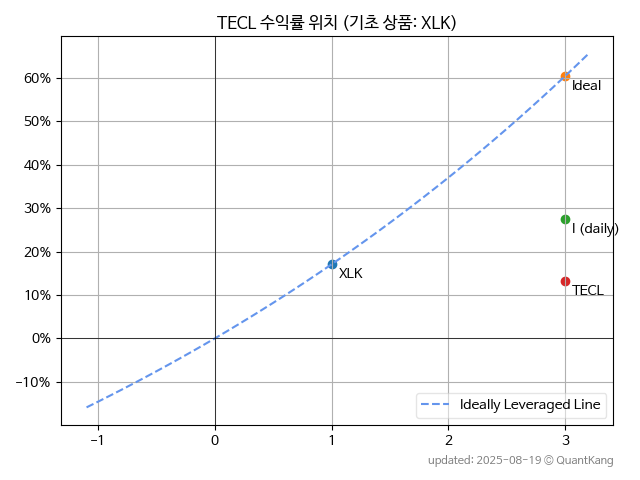 TECL 수익률 위치 (기초 상품: XLK)
60%
50%
40%
30%
20%
10%
0%
−10%
Ideal
I (daily)
XLK
TECL
Ideally Leveraged Line
−1
0
1
2
3
updated: 2025-08-19 © QuantKang